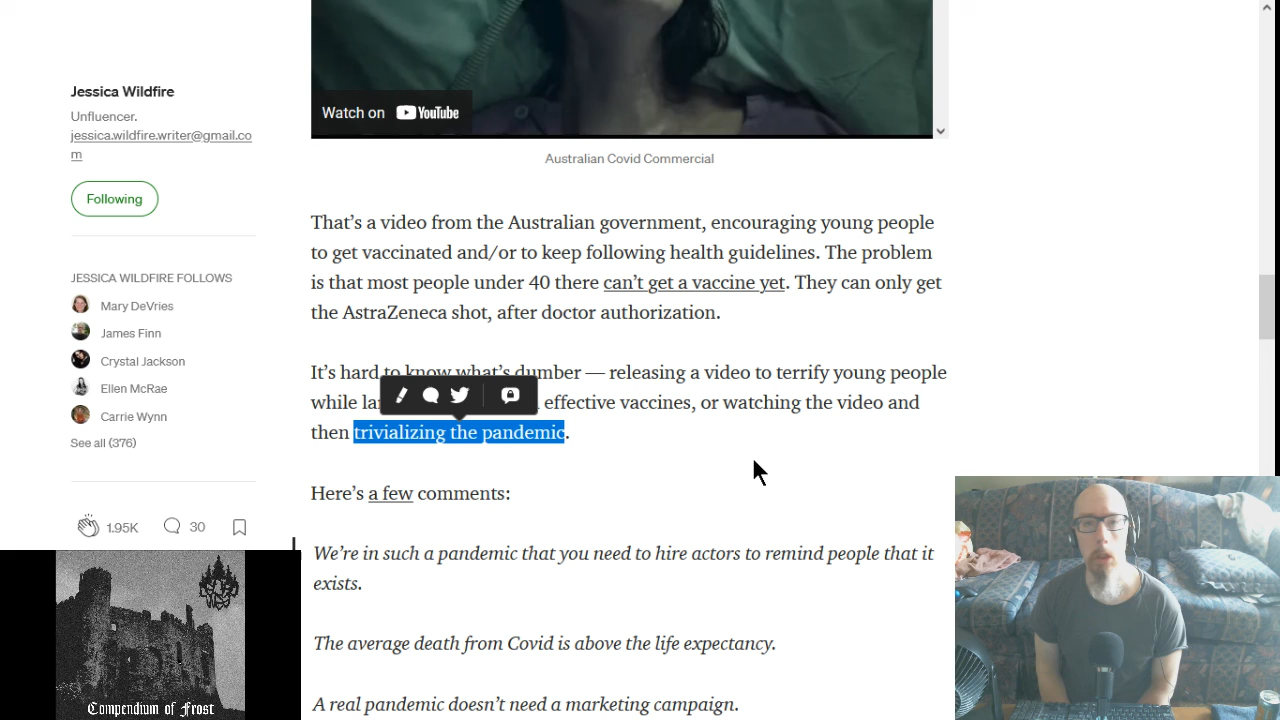 Watch on YouTube
Australian Covid Commercial
Jessica Wildfire
Unfluencer.
jessica.wildfire.writer@gmail.co
m
Following
JESSICA WILDFIRE FOLLOWS
Mary DeVries
James Finn
Crystal Jackson
Ellen McRae
Carrie Wynn
See all (376)
1.95K
30
That’s a video from the Australian government, encouraging young people
to get vaccinated and/or to keep following health guidelines. The problem
is that most people under 40 there can’t get a vaccine yet. They can only get
the AstraZeneca shot, after doctor authorization.
It’s hard to know what’s dumber — releasing a video to terrify young people
while effective vaccines, or watching the video and
then trivializing the pandemic.
Here’s a few comments:
We’re in such a pandemic that you need to hire actors to remind people that it
exists.
The average death from Covid is above the life expectancy.
A real pandemic doesn’t need a marketing campaign.
Compendium of Frost